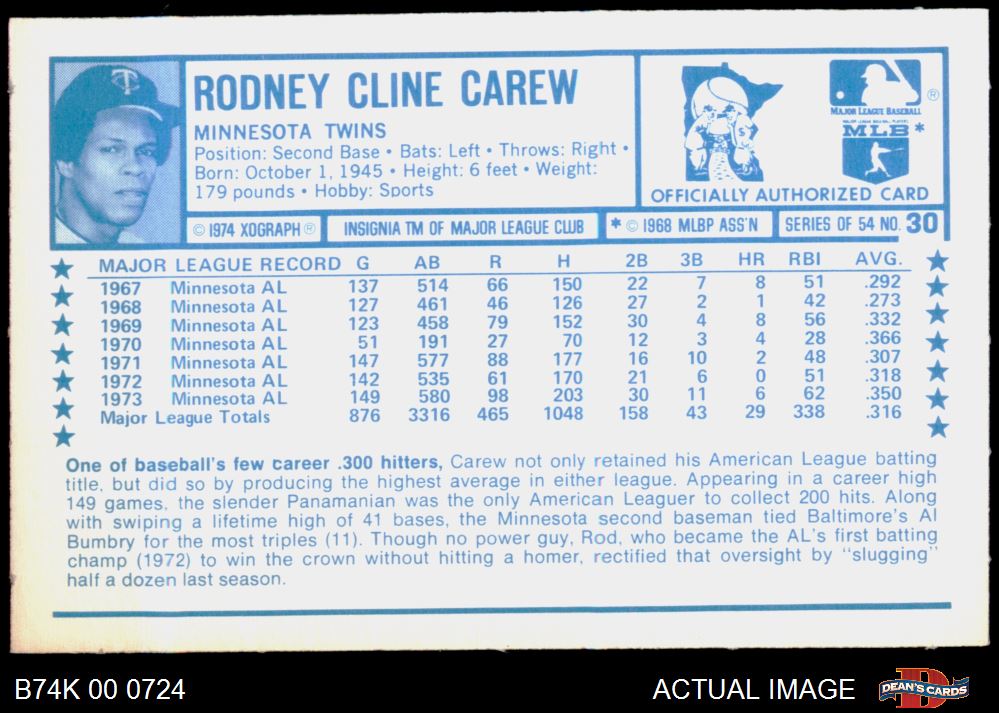 RODNEY CLINE CAREW
MINNESOTA TWINS
Position: Second Base • Bats: Left • Throws: Right •
Born: October 1, 1945 • Height: 6 feet • Weight:
179 pounds • Hobby: Sports
MAJOR LEAGUE BASEBALL ®
MLB *
OFFICIALLY AUTHORIZED CARD
© 1974 XOGRAPH ® INSIGNIA TM OF MAJOR LEAGUE CLUB * © 1968 MLBP ASS'N SERIES OF 54 NO. 30
MAJOR LEAGUE RECORD G AB R H 2B 3B HR RBI AVG.
1967 Minnesota AL 137 514 66 150 22 7 8 51 .292
1968 Minnesota AL 127 461 46 126 27 2 1 42 .273
1969 Minnesota AL 123 458 79 152 30 4 8 56 .332
1970 Minnesota AL 51 191 27 70 12 3 4 28 .366
1971 Minnesota AL 147 577 88 177 16 10 2 48 .307
1972 Minnesota AL 142 535 61 170 21 6 0 51 .318
1973 Minnesota AL 149 580 98 203 30 11 6 62 .350
Major League Totals 876 3316 465 1048 158 43 29 338 .316
One of baseball's few career .300 hitters, Carew not only retained his American League batting
title, but did so by producing the highest average in either league. Appearing in a career high
149 games, the slender Panamanian was the only American Leaguer to collect 200 hits. Along
with swiping a lifetime high of 41 bases, the Minnesota second baseman tied Baltimore's Al
Bumbry for the most triples (11). Though no power guy, Rod, who became the AL's first batting
champ (1972) to win the crown without hitting a homer, rectified that oversight by "slugging"
half a dozen last season.
B74K 00 0724 ACTUAL IMAGE DEAN'S CARDS